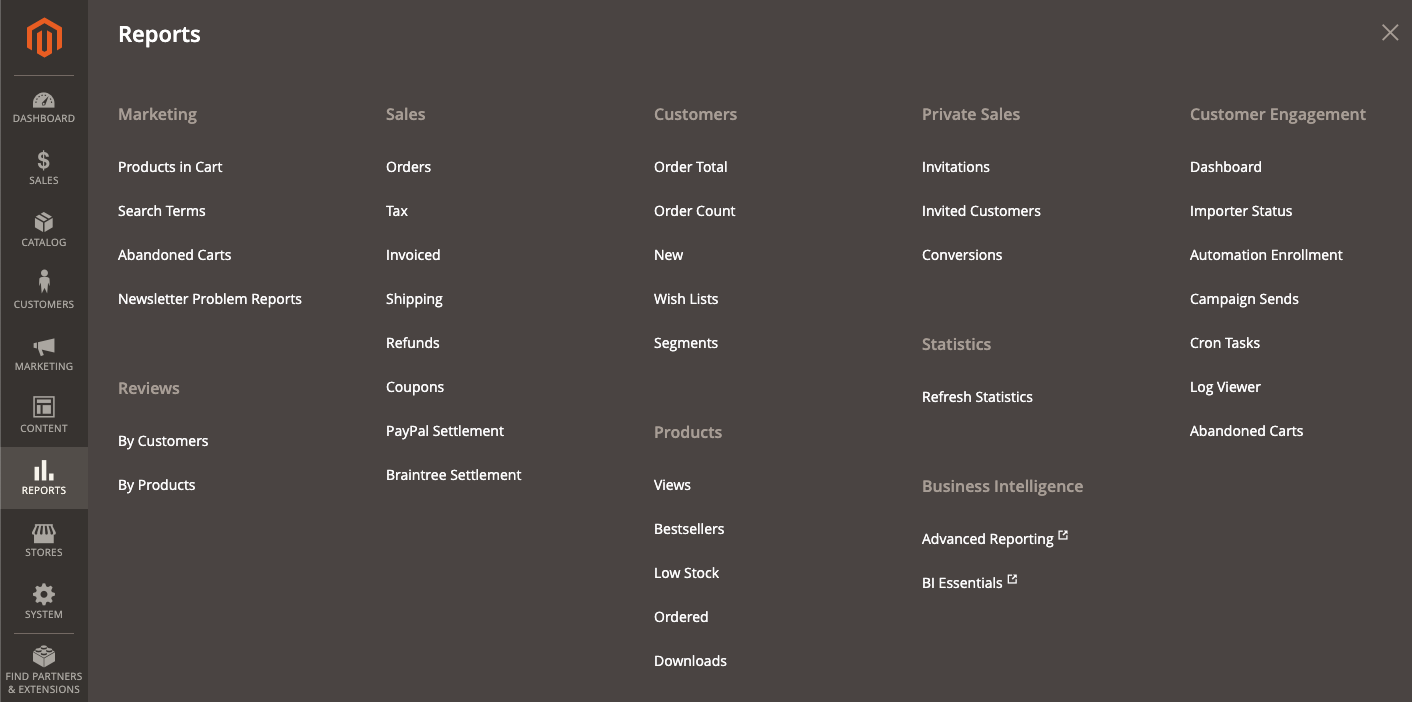 DASHBOARD
SALES
CATALOG
CUSTOMERS
MARKETING
CONTENT
REPORTS
STORES
SYSTEM
FIND PARTNERS
& EXTENSIONS
Reports
Marketing
Products in Cart
Search Terms
Abandoned Carts
Newsletter Problem Reports
Reviews
By Customers
By Products
Sales
Orders
Tax
Invoiced
Shipping
Refunds
Coupons
PayPal Settlement
Braintree Settlement
Customers
Order Total
Order Count
New
Wish Lists
Segments
Products
Views
Bestsellers
Low Stock
Ordered
Downloads
Private Sales
Invitations
Invited Customers
Conversions
Statistics
Refresh Statistics
Business Intelligence
Advanced Reporting
BI Essentials
Customer Engagement
Dashboard
Importer Status
Automation Enrollment
Campaign Sends
Cron Tasks
Log Viewer
Abandoned Carts